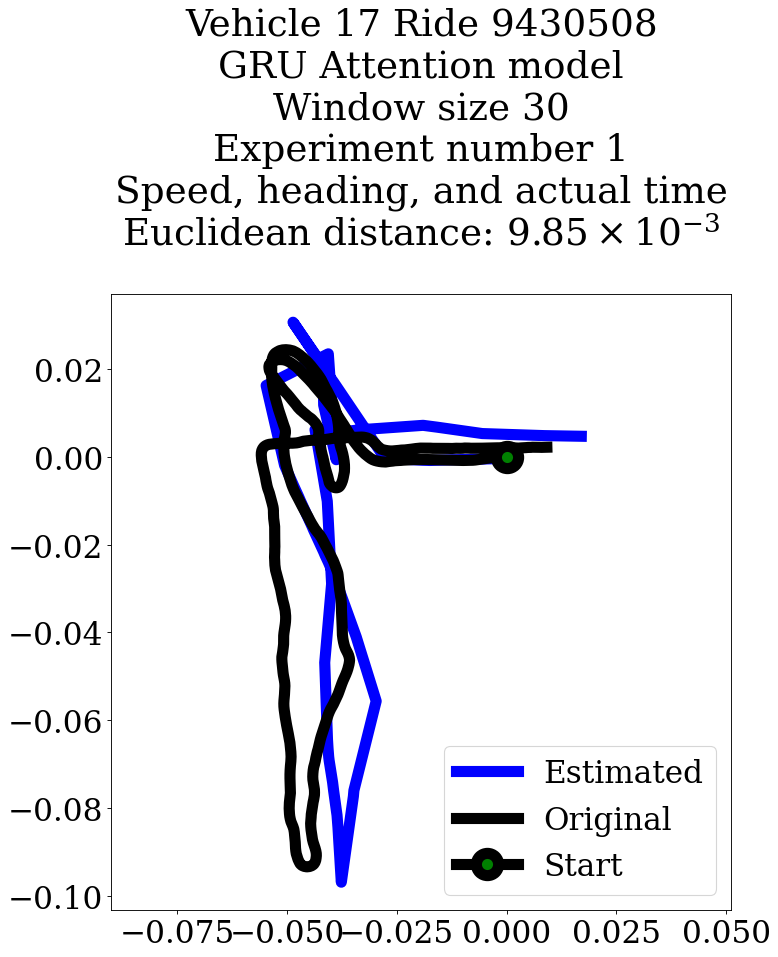 Vehicle 17 Ride 9430508
GRU Attention model
Window size 30
Experiment number 1
Speed, heading, and actual time
Euclidean distance: 9.85 × 10⁻³
0.02
0.00
−0.02
−0.04
−0.06
−0.08
−0.10
Estimated
Original
Start
−0.075 −0.050 −0.025 0.000 0.025 0.050